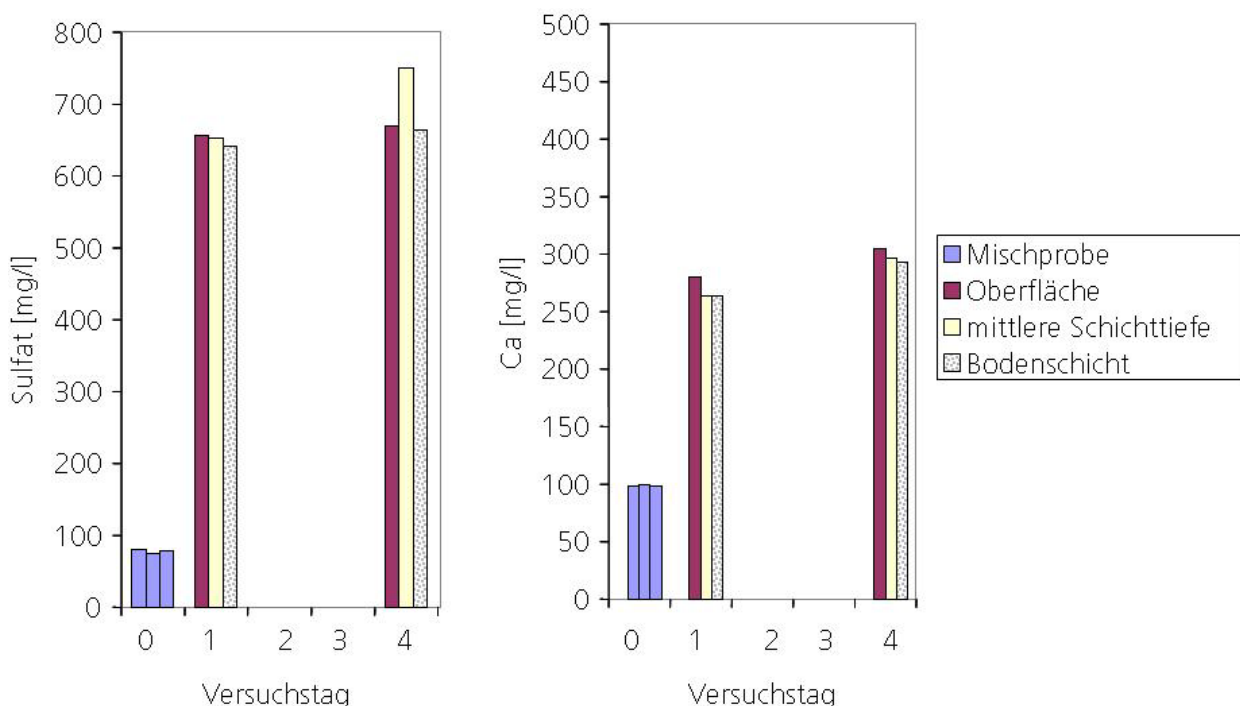 Sulfat [mg/l]
800
700
600
500
400
300
200
100
0
0 1 2 3 4
Versuchstag
Ca [mg/l]
500
450
400
350
300
250
200
150
100
50
0
0 1 2 3 4
Versuchstag
Mischprobe
Oberfläche
mittlere Schichttiefe
Bodenschicht